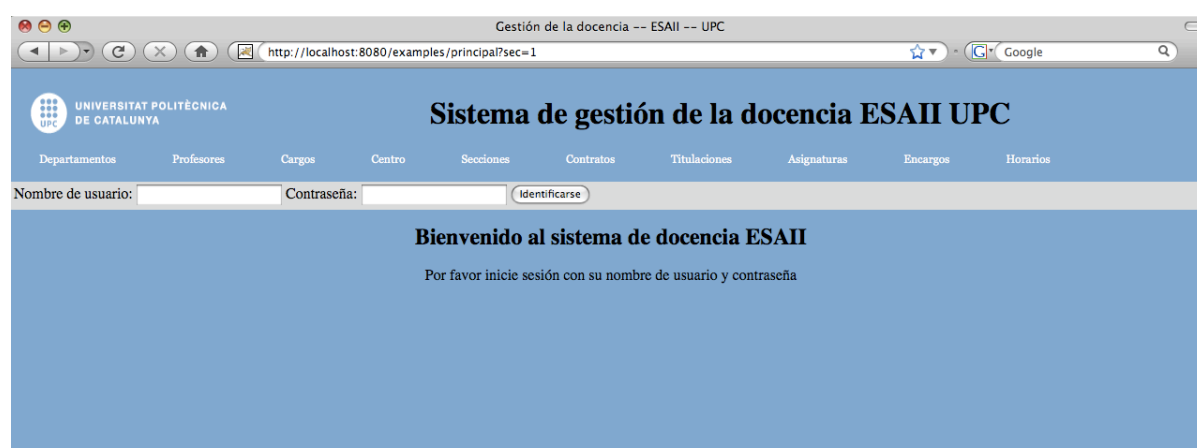 Gestión de la docencia -- ESAII -- UPC
http://localhost:8080/examples/principal?sec=1
G Google
UPC
UNIVERSITAT POLITÈCNICA
DE CATALUNYA
Sistema de gestión de la docencia ESAII UPC
Departamentos Profesores Cargos Centro Secciones Contratos Titulaciones Asignaturas Encargos Horarios
Nombre de usuario: Contraseña: Identificarse
Bienvenido al sistema de docencia ESAII
Por favor inicie sesión con su nombre de usuario y contraseña